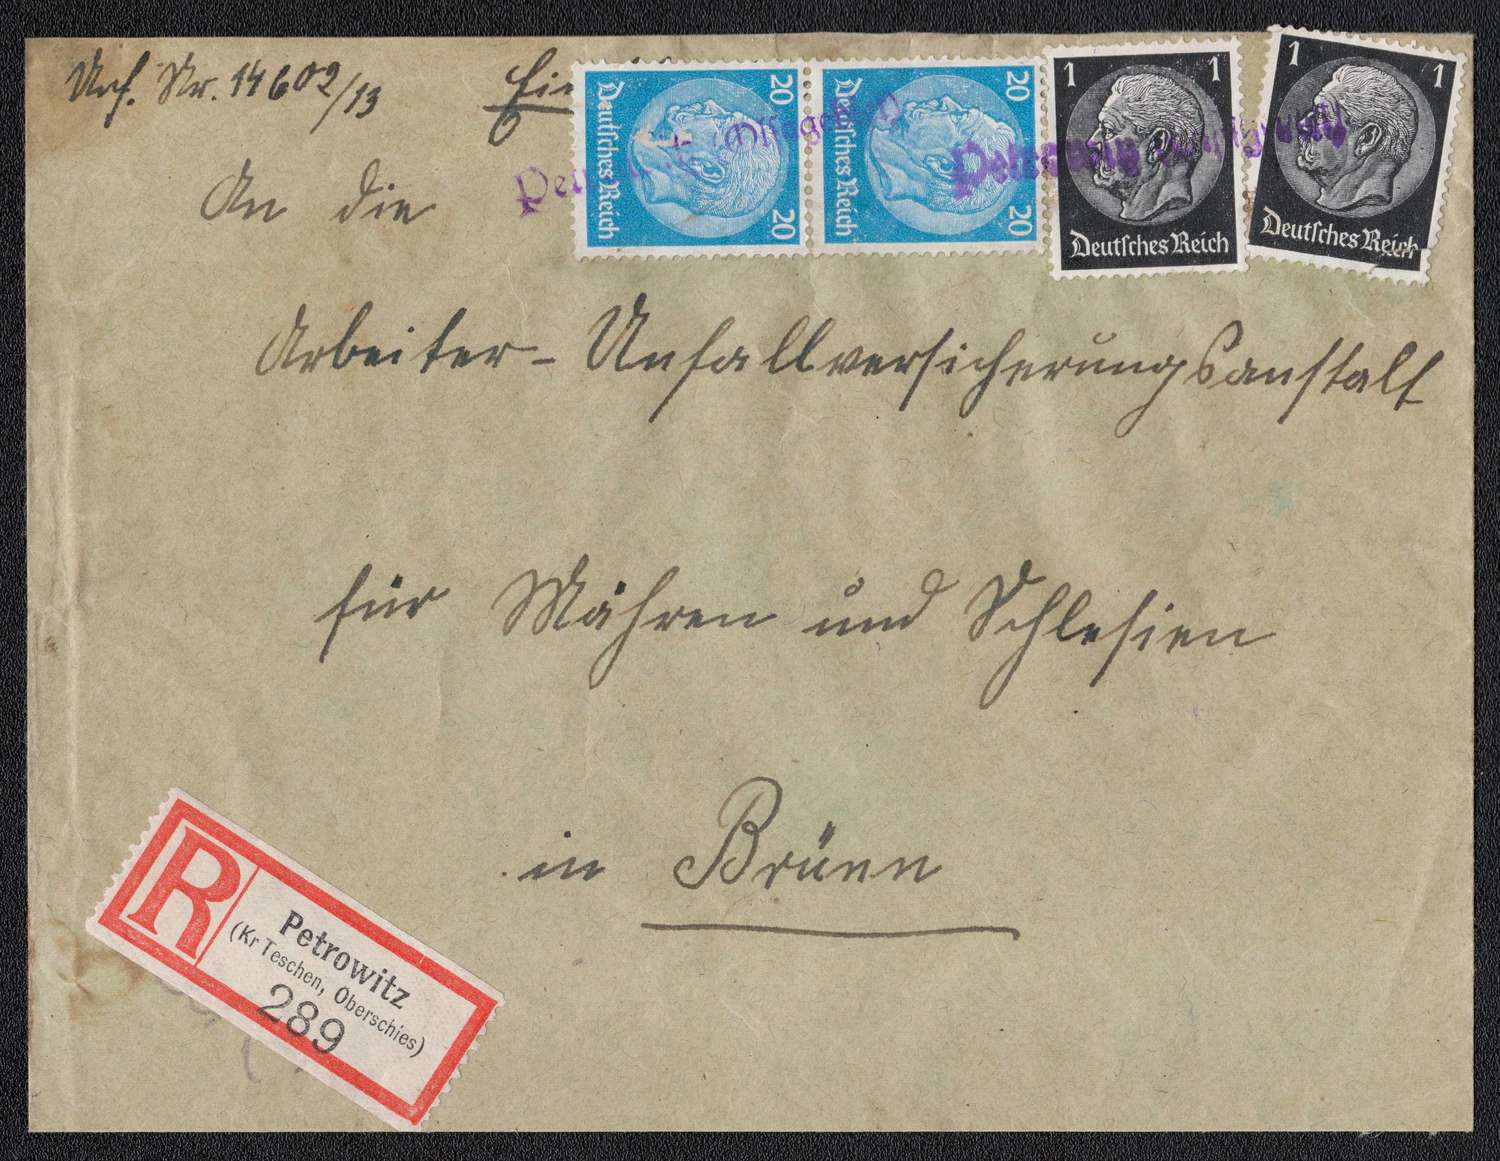 Unf. Nr. 14602/13
20 20
Deutsches Reich
20 20
Deutsches Reich
1 1
Deutsches Reich
1 1
Deutsches Reich
An die
Arbeiter-Unfallversicherungsanstalt
für Mähren und Schlesien
in Brünn
R
Petrowitz
(Kr Teschen, Oberschles)
289